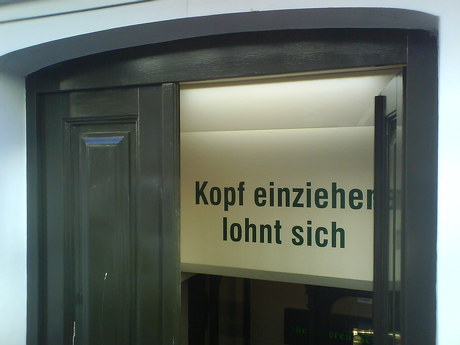 Kopf einziehen
lohnt sich